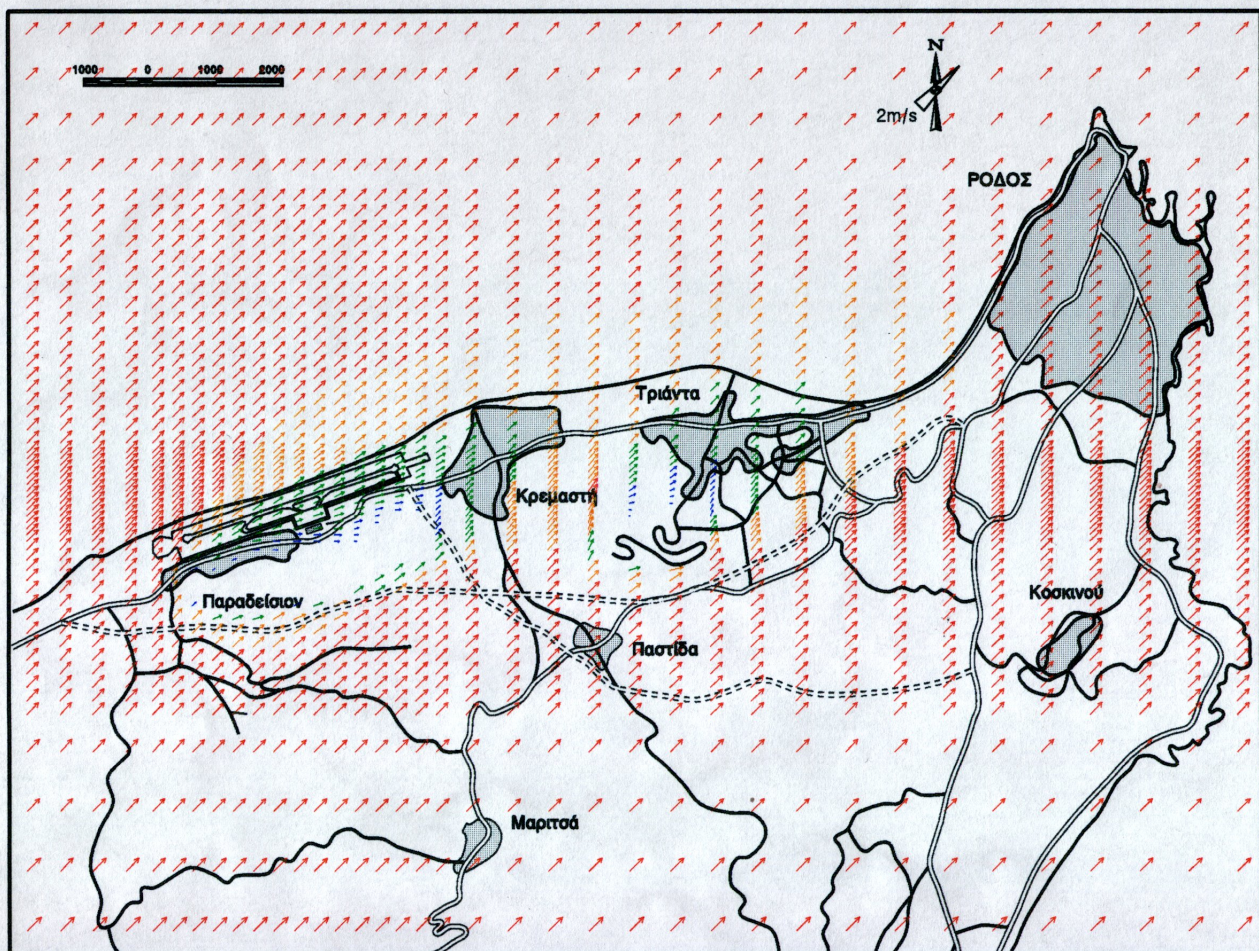 N
1000 0 1000 2000
2m/s
ΡΟΔΟΣ
Τριάντα
Κρεμαστή
Παραδείσιον
Κοσκινού
Παστίδα
Μαριτσά